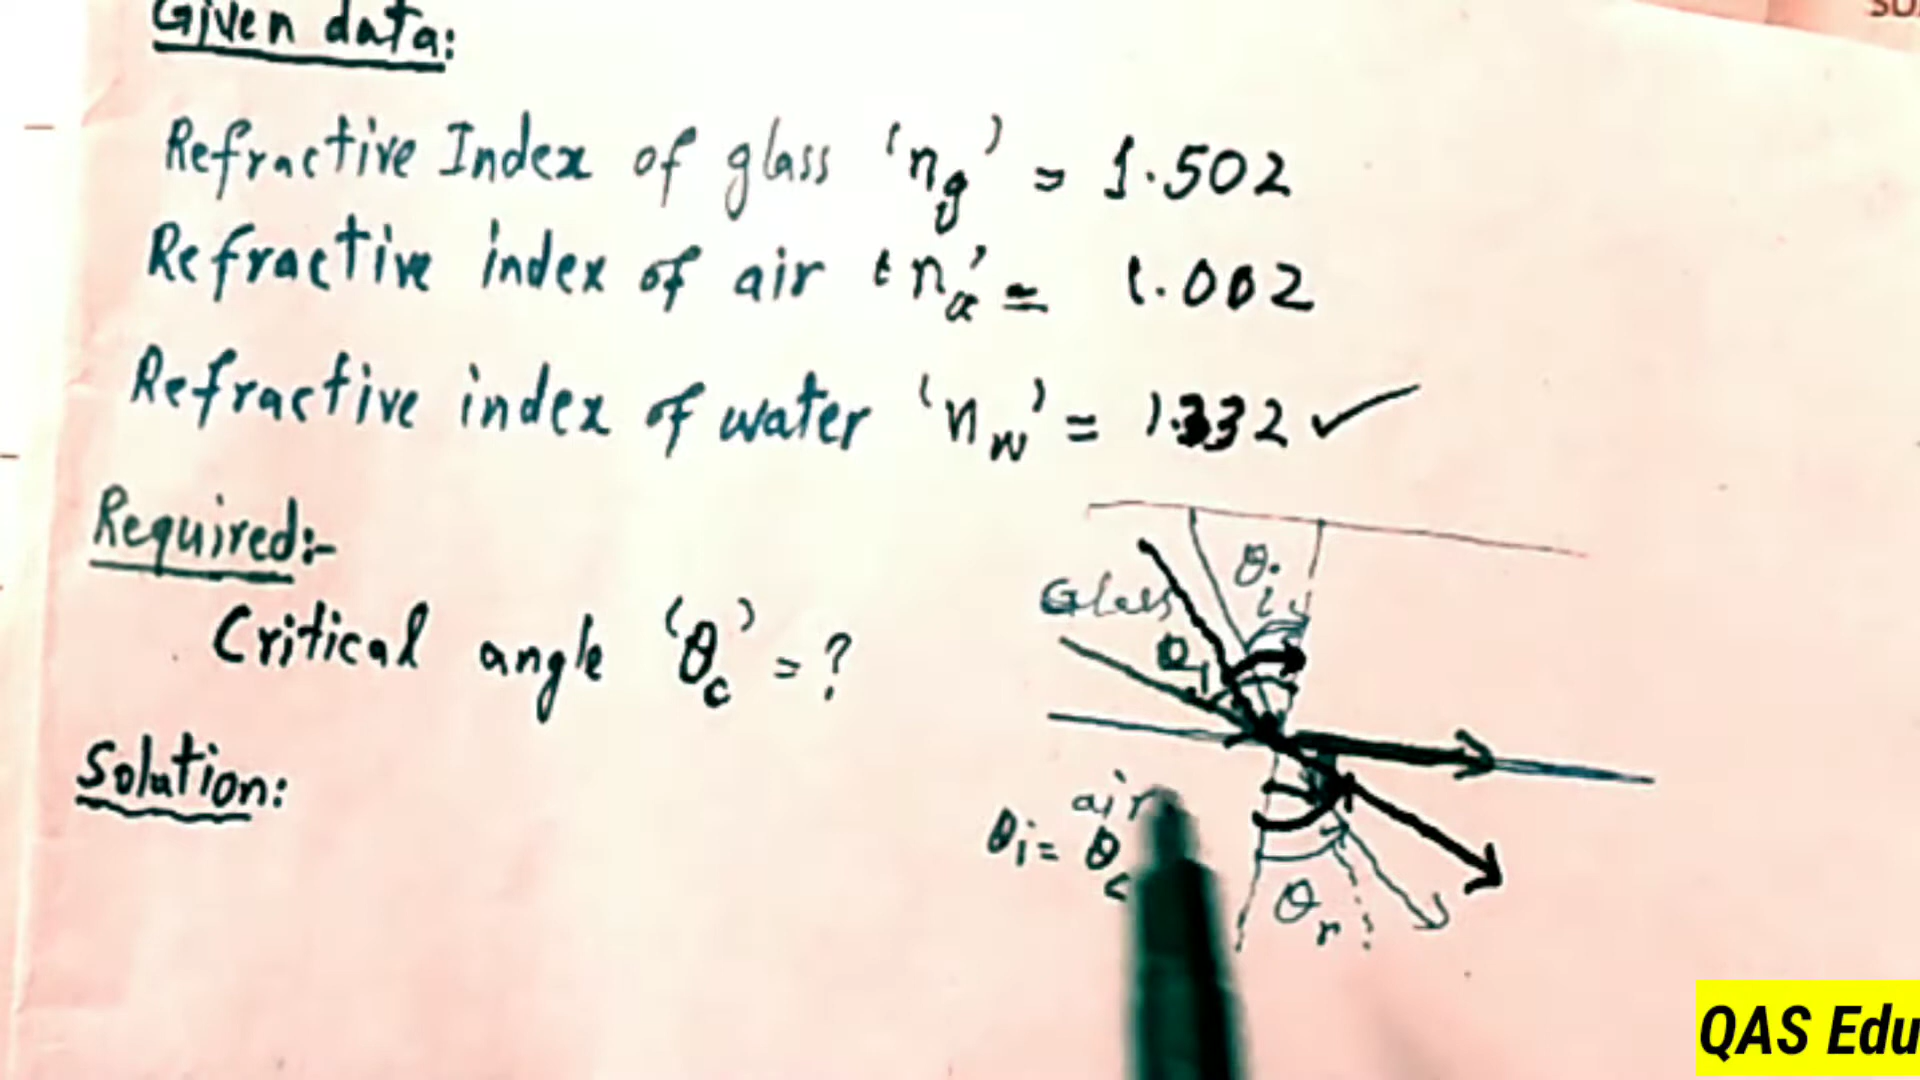 Given data:
Refractive Index of glass 'ng' = 1.502
Refractive index of air 'na' = 1.002
Refractive index of water 'nw' = 1.332 ✓
Required:-
Critical angle 'θc' = ?
Solution:
θi
Glass
θi
air
θi = θc
θr
QAS Edu